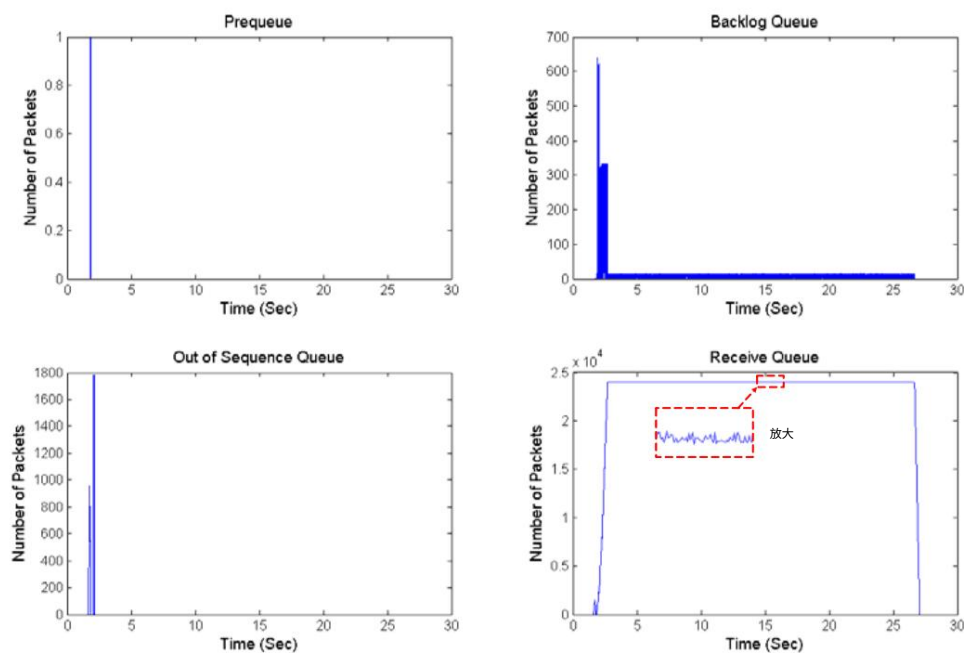 Prequeue
Number of Packets
1
0.8
0.6
0.4
0.2
0
0 5 10 15 20 25 30
Time (Sec)
Backlog Queue
Number of Packets
700
600
500
400
300
200
100
0
0 5 10 15 20 25 30
Time (Sec)
Out of Sequence Queue
Number of Packets
1800
1600
1400
1200
1000
800
600
400
200
0
0 5 10 15 20 25 30
Time (Sec)
Receive Queue
x 10^4
Number of Packets
2.5
2
1.5
1
0.5
0
放大
0 5 10 15 20 25 30
Time (Sec)